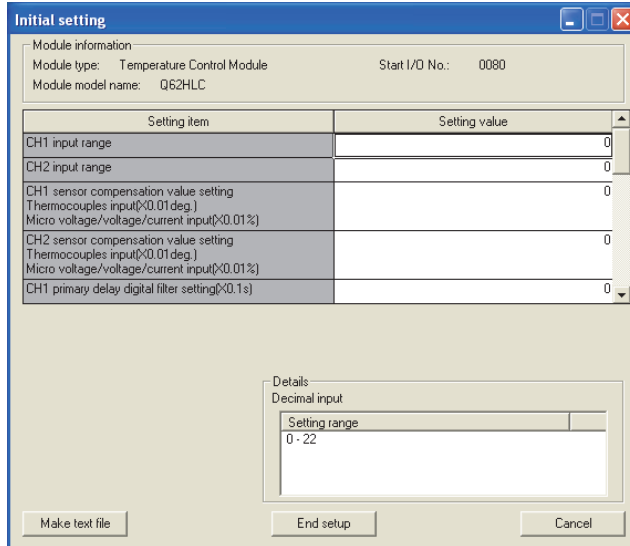 Initial setting
Module information
Module type: Temperature Control Module Start I/O No.: 0080
Module model name: Q62HLC
Setting item Setting value
CH1 input range 0
CH2 input range 0
CH1 sensor compensation value setting 0
Thermocouples input(X0.01deg.)
Micro voltage/voltage/current input(X0.01%)
CH2 sensor compensation value setting 0
Thermocouples input(X0.01deg.)
Micro voltage/voltage/current input(X0.01%)
CH1 primary delay digital filter setting(X0.1s) 0
Details
Decimal input
Setting range
0 - 22
Make text file End setup Cancel